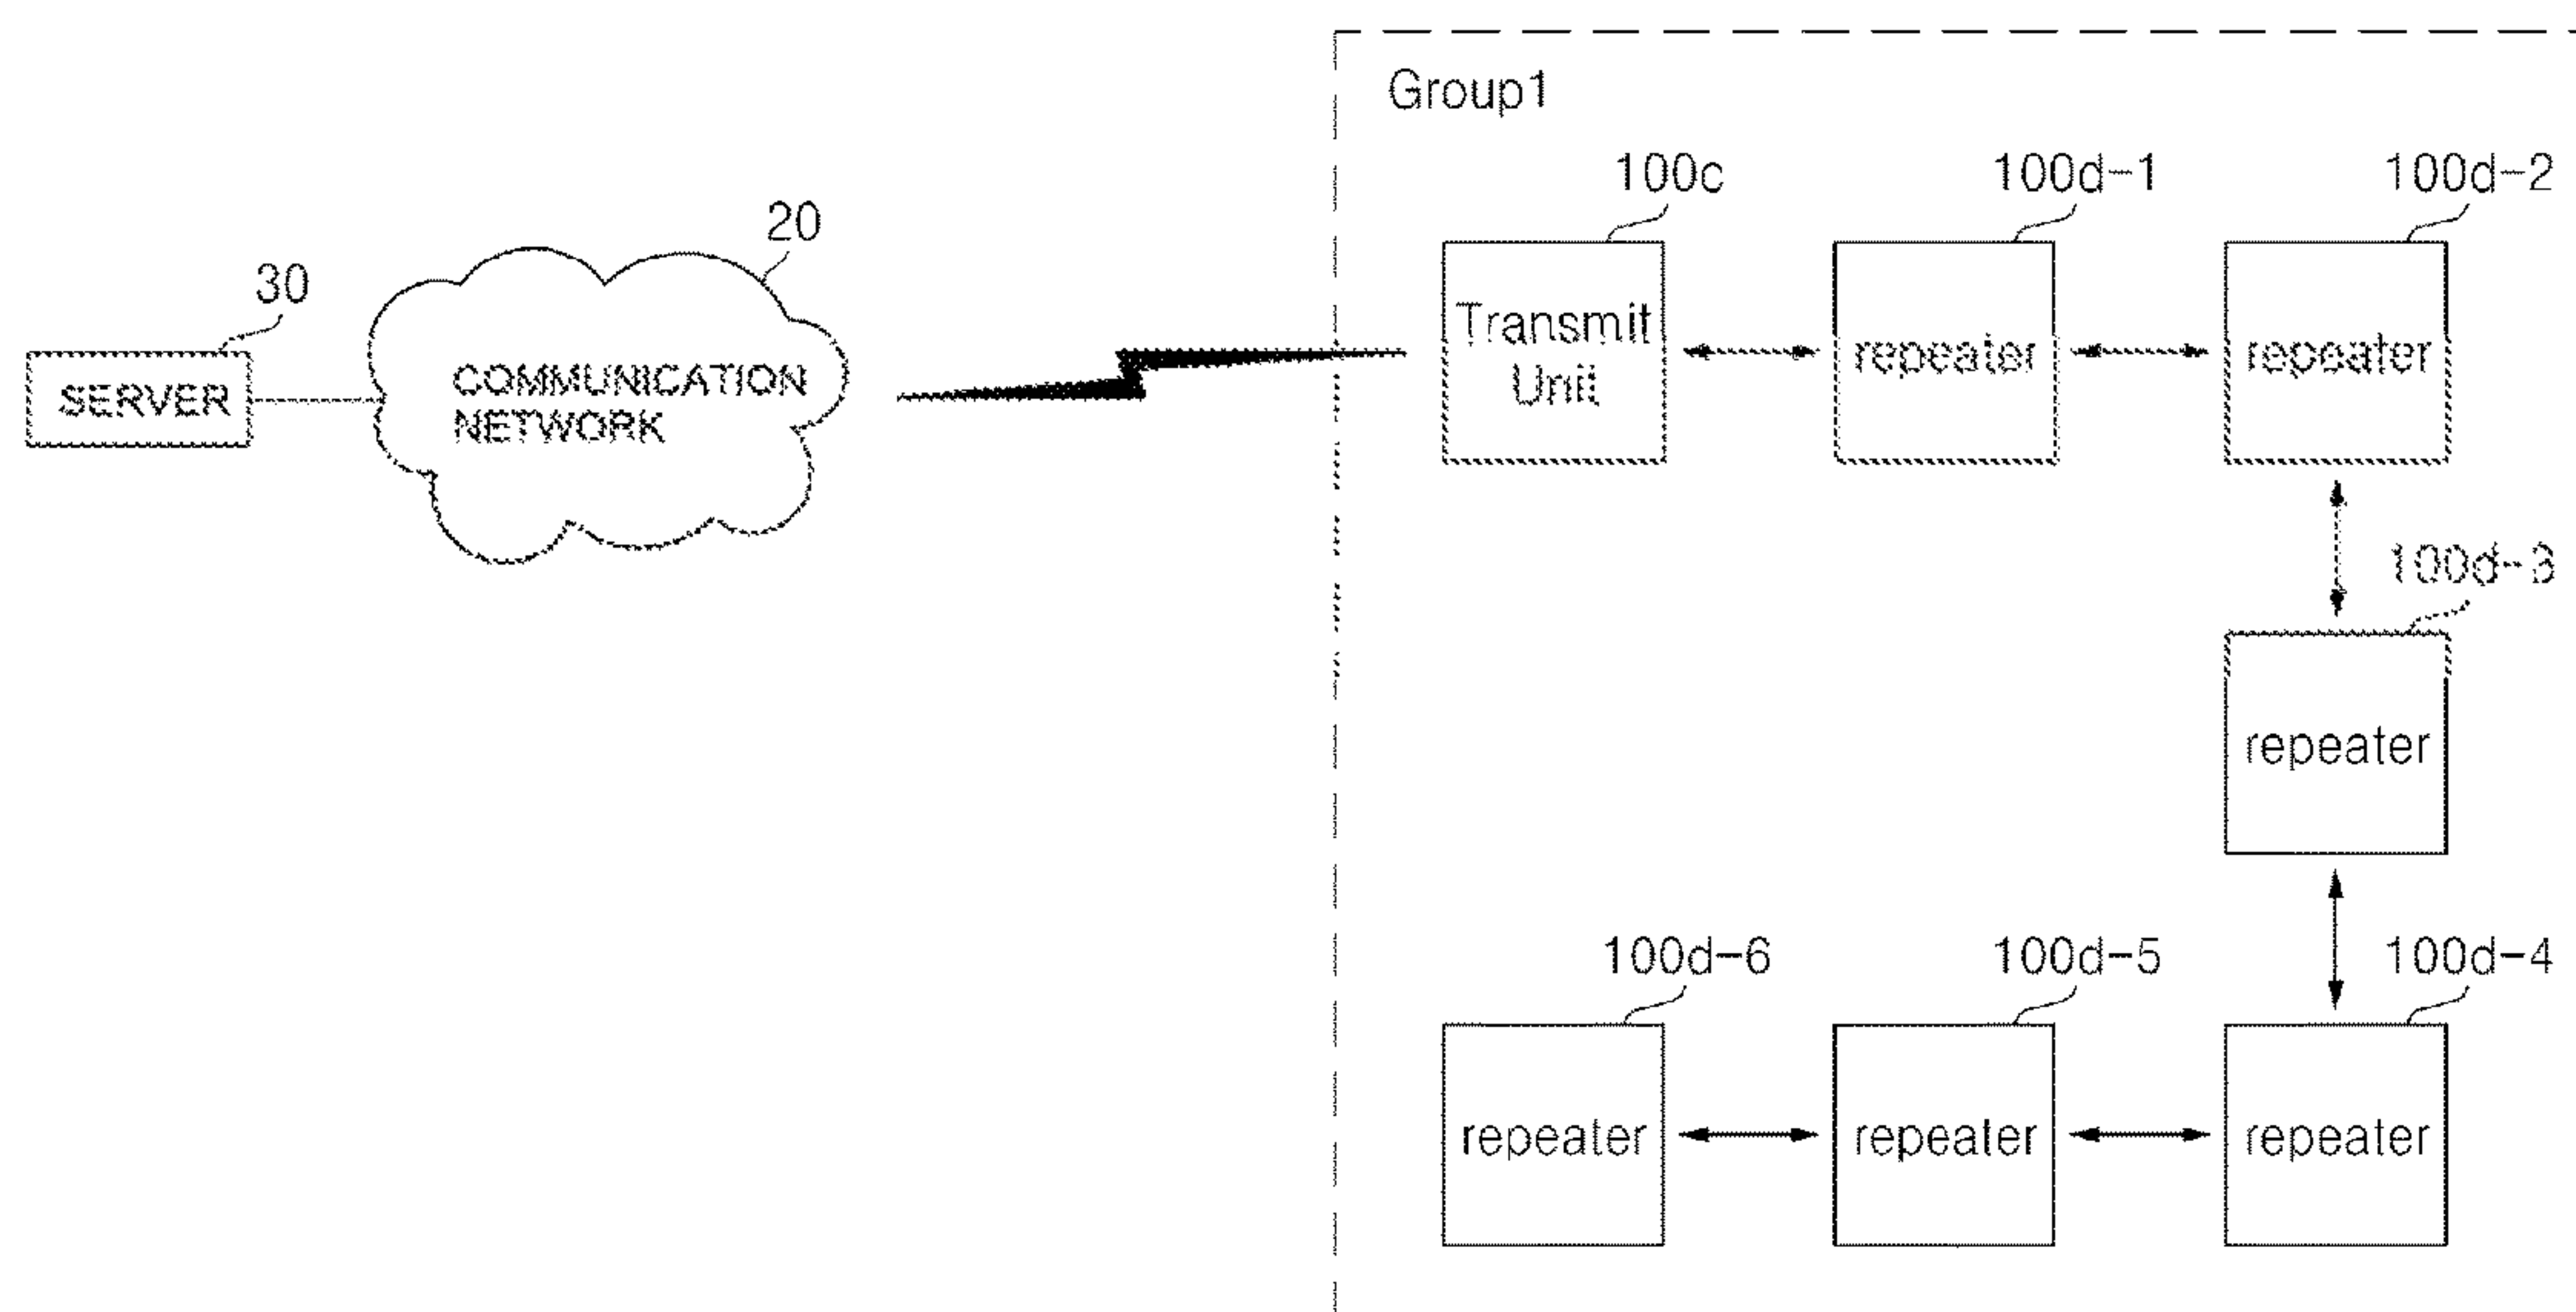 Group1
100c
100d-1
100d-2
20
30
Transmit
Unit
repeater
repeater
SERVER
COMMUNICATION
NETWORK
100d-3
repeater
100d-6
100d-5
100d-4
repeater
repeater
repeater